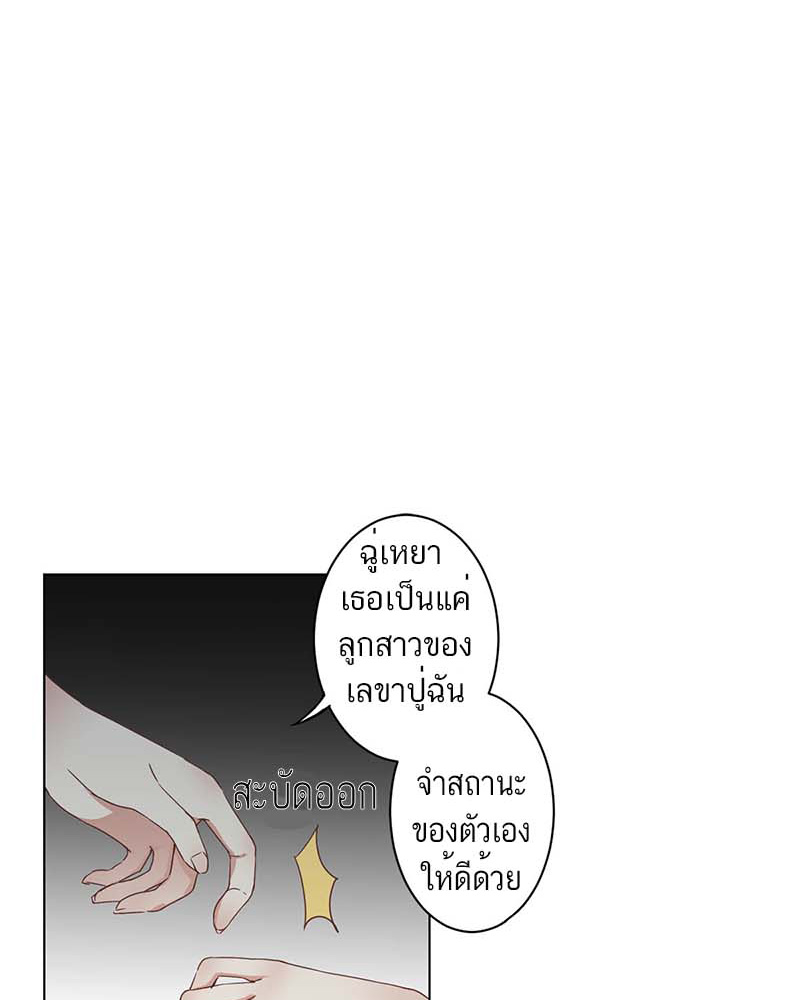 ฉู่เหยา
เธอเป็นแค่
ลูกสาวของ
เลขาปู่ฉัน
สะบัดออก
จำสถานะ
ของตัวเอง
ให้ดีด้วย